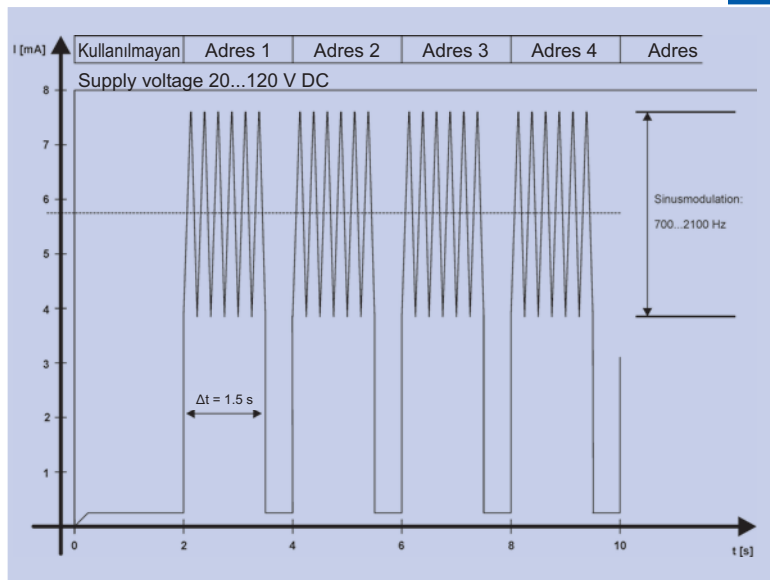 I [mA]
Kullanılmayan Adres 1 Adres 2 Adres 3 Adres 4 Adres
Supply voltage 20...120 V DC
8
7
6
5
4
3
2
1
Sinusmodulation:
700...2100 Hz
Δt = 1.5 s
0 2 4 6 8 10
t [s]